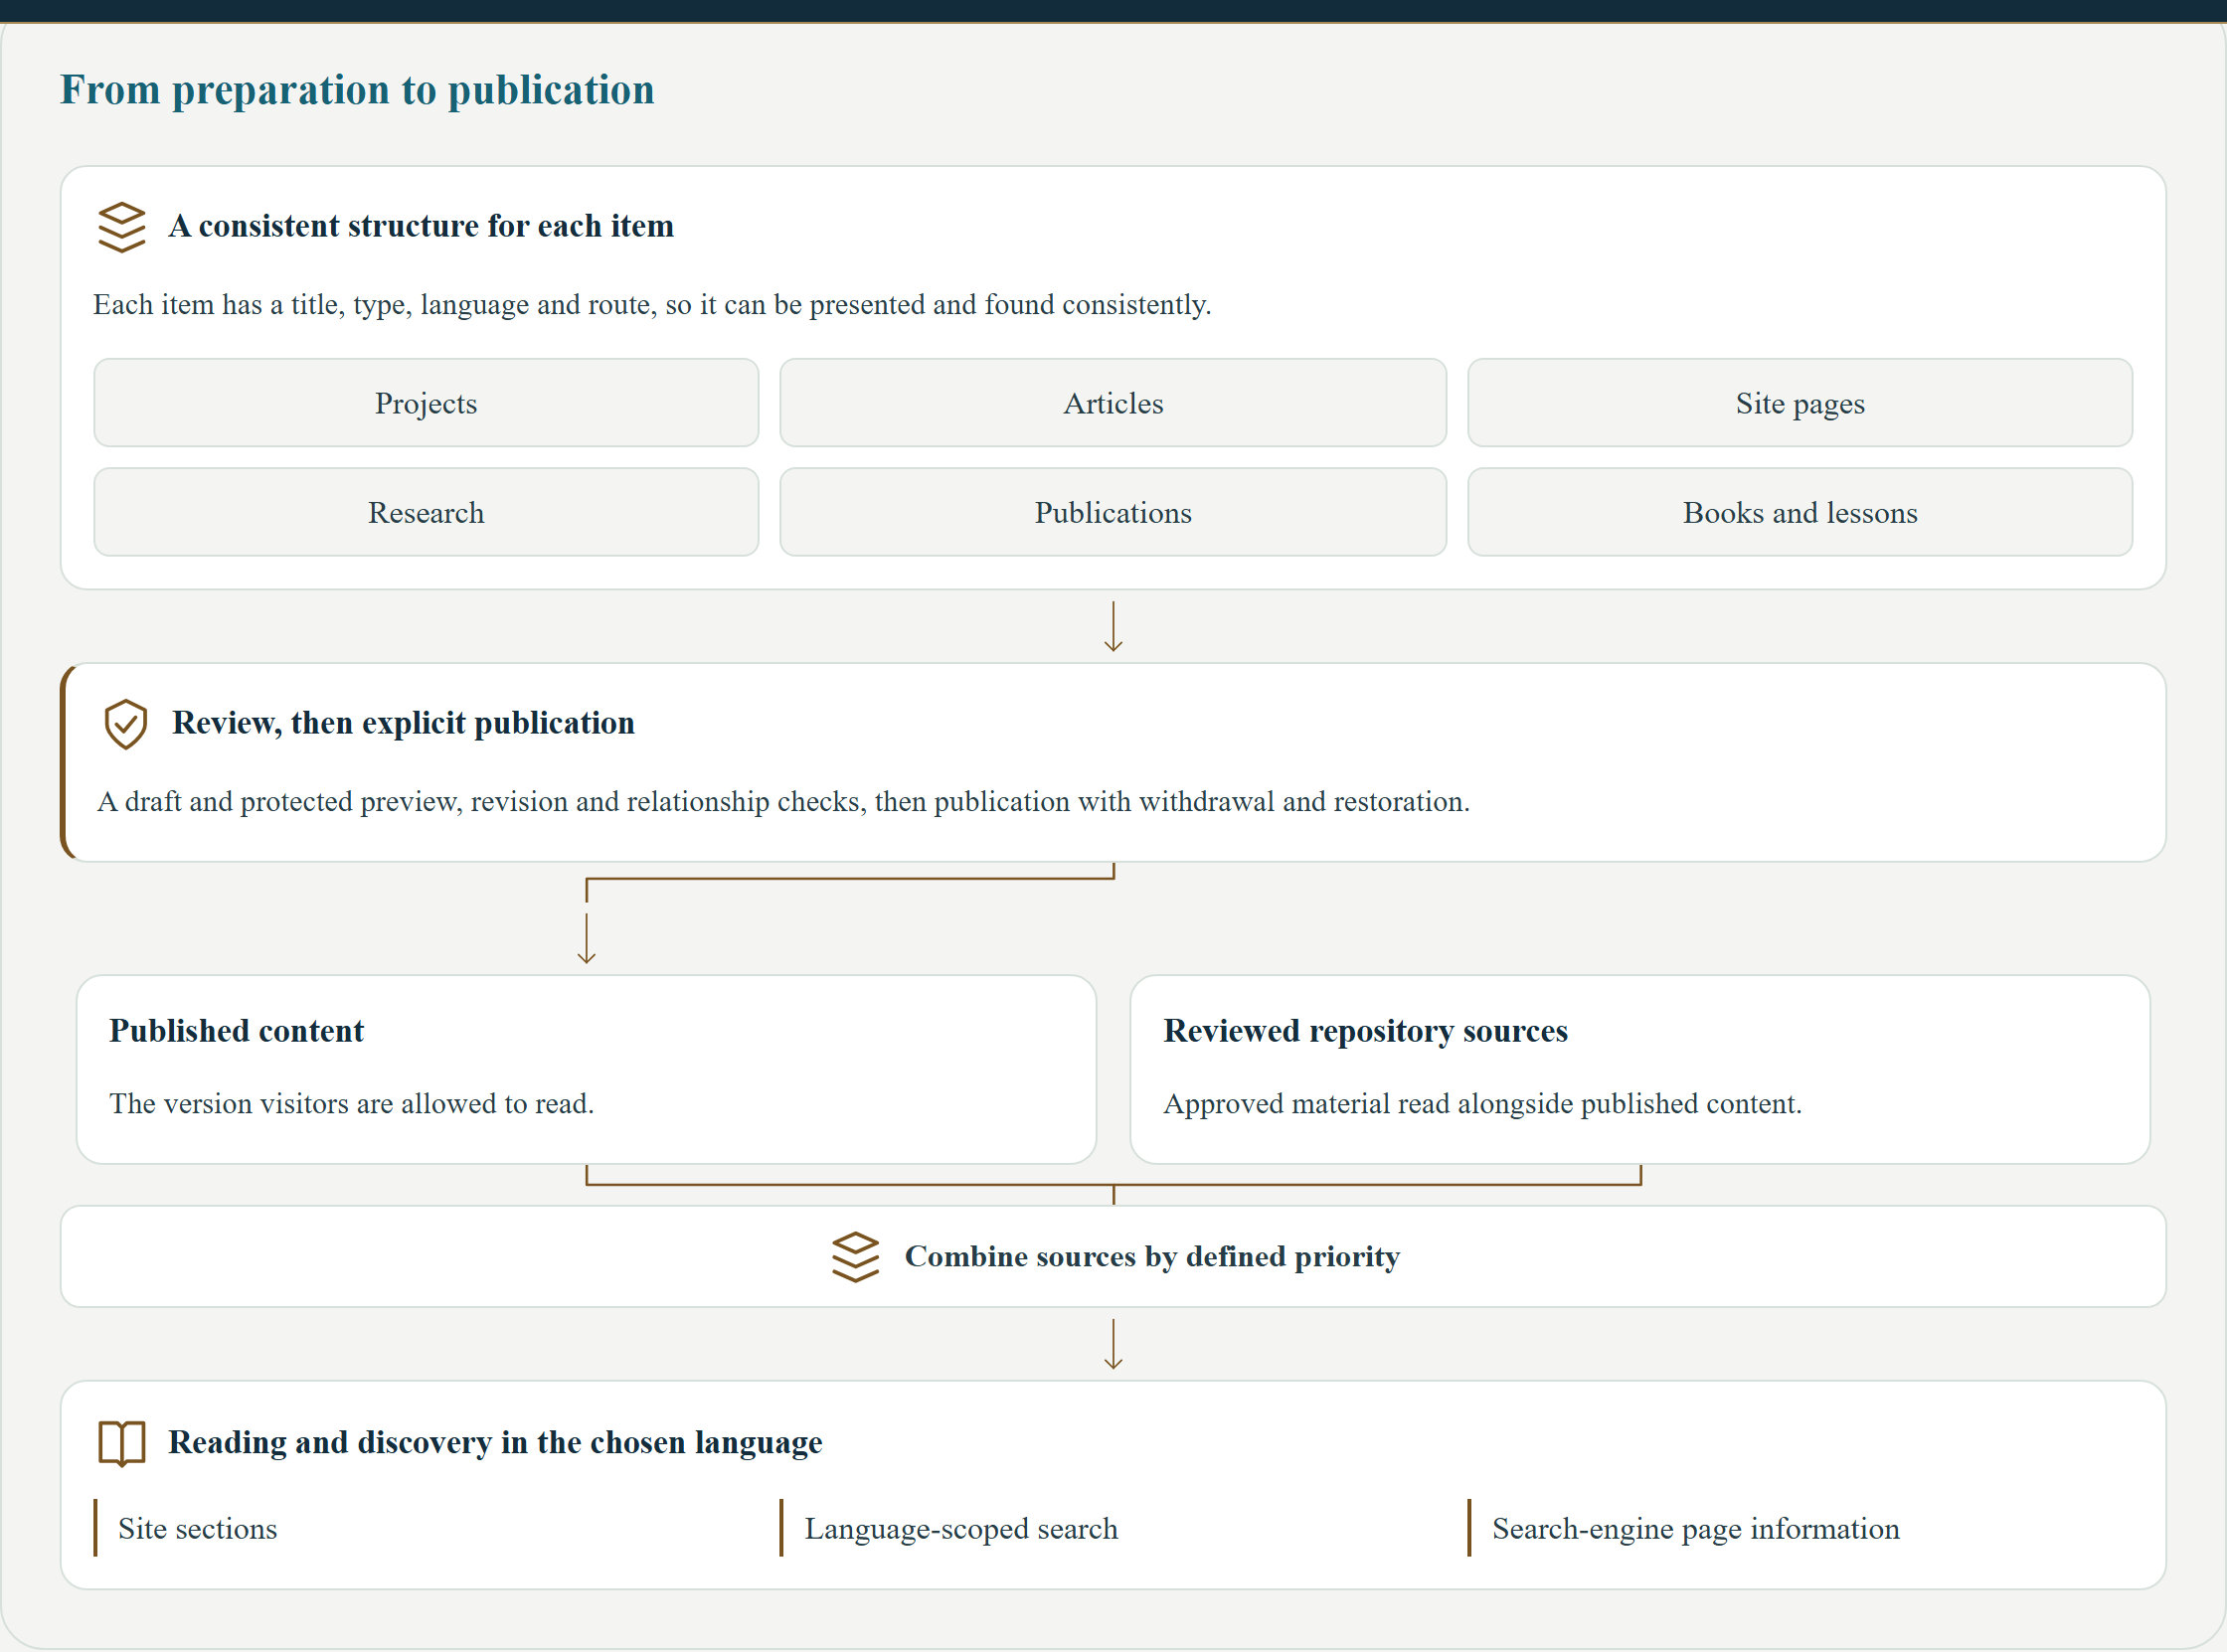 From preparation to publication
A consistent structure for each item
Each item has a title, type, language and route, so it can be presented and found consistently.
Projects
Articles
Site pages
Research
Publications
Books and lessons
Review, then explicit publication
A draft and protected preview, revision and relationship checks, then publication with withdrawal and restoration.
Published content
The version visitors are allowed to read.
Reviewed repository sources
Approved material read alongside published content.
Combine sources by defined priority
Reading and discovery in the chosen language
Site sections
Language-scoped search
Search-engine page information